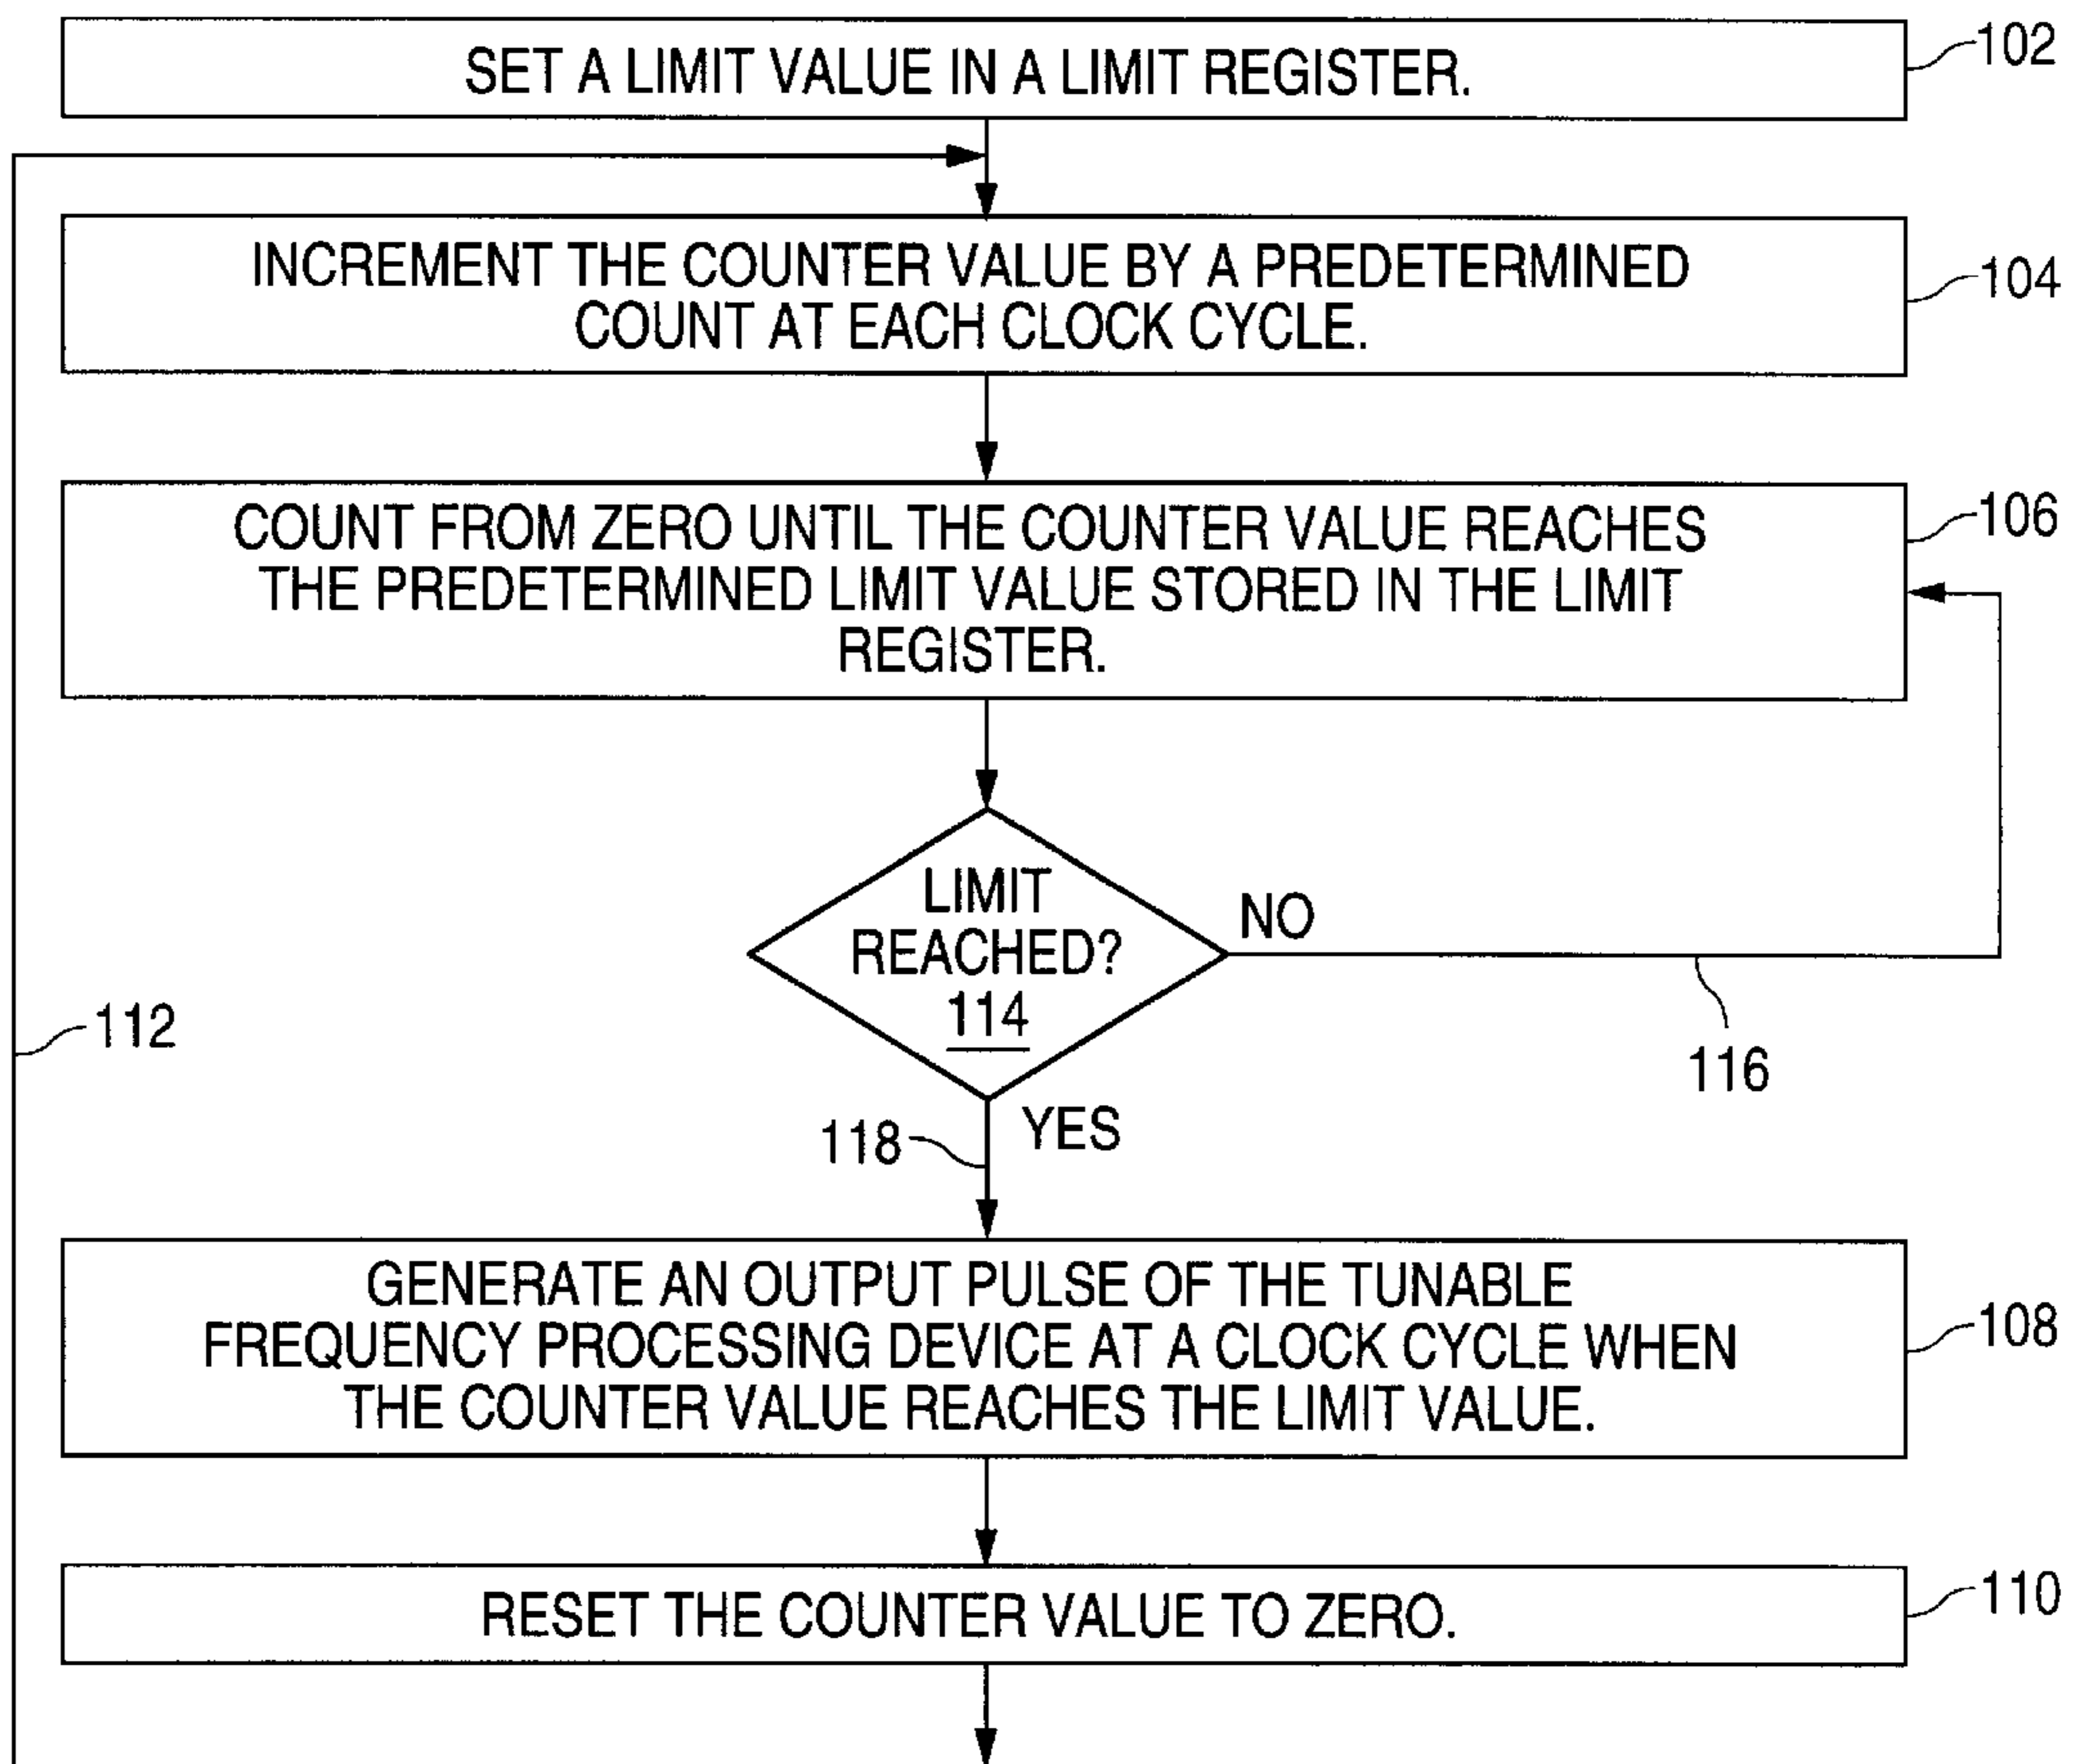 SET A LIMIT VALUE IN A LIMIT REGISTER.
102
INCREMENT THE COUNTER VALUE BY A PREDETERMINED
COUNT AT EACH CLOCK CYCLE.
104
COUNT FROM ZERO UNTIL THE COUNTER VALUE REACHES
THE PREDETERMINED LIMIT VALUE STORED IN THE LIMIT
REGISTER.
106
LIMIT
REACHED?
114
NO
112
116
118
YES
GENERATE AN OUTPUT PULSE OF THE TUNABLE
FREQUENCY PROCESSING DEVICE AT A CLOCK CYCLE WHEN
THE COUNTER VALUE REACHES THE LIMIT VALUE.
108
RESET THE COUNTER VALUE TO ZERO.
110